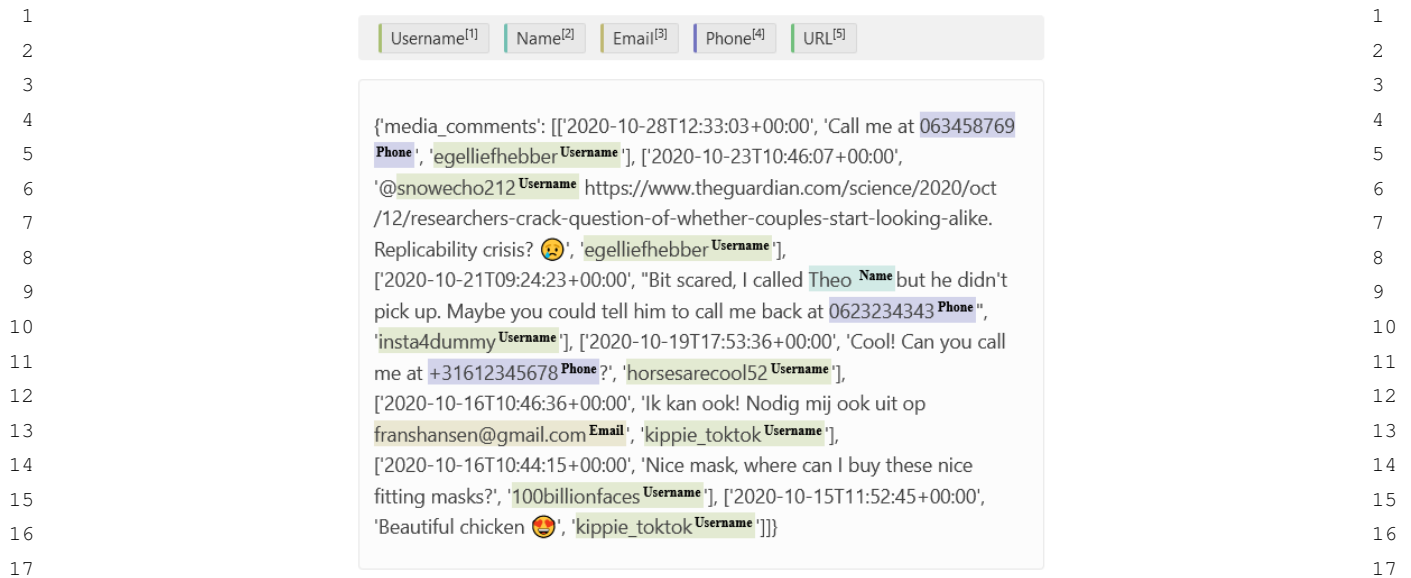 1 1
Username[1] Name[2] Email[3] Phone[4] URL[5]
2 2
3 3
4 {'media_comments': [['2020-10-28T12:33:03+00:00', 'Call me at 063458769 4
5 Phone', 'egelliefhebber Username'], ['2020-10-23T10:46:07+00:00', 5
6 '@snowecho212 Username https://www.theguardian.com/science/2020/oct 6
7 /12/researchers-crack-question-of-whether-couples-start-looking-alike. 7
8 Replicability crisis? 😢', 'egelliefhebber Username'], 8
9 ['2020-10-21T09:24:23+00:00', "Bit scared, I called Theo Name but he didn't 9
10 pick up. Maybe you could tell him to call me back at 0623234343 Phone", 10
11 'insta4dummy Username'], ['2020-10-19T17:53:36+00:00', 'Cool! Can you call 11
me at +31612345678 Phone?', 'horsesarecool52 Username'],
12 ['2020-10-16T10:46:36+00:00', 'Ik kan ook! Nodig mij ook uit op 12
13 franshansen@gmail.com Email', 'kippie_toktok Username'], 13
14 ['2020-10-16T10:44:15+00:00', 'Nice mask, where can I buy these nice 14
15 fitting masks?', '100billionfaces Username'], ['2020-10-15T11:52:45+00:00', 15
16 'Beautiful chicken 😍', 'kippie_toktok Username']]} 16
17 17